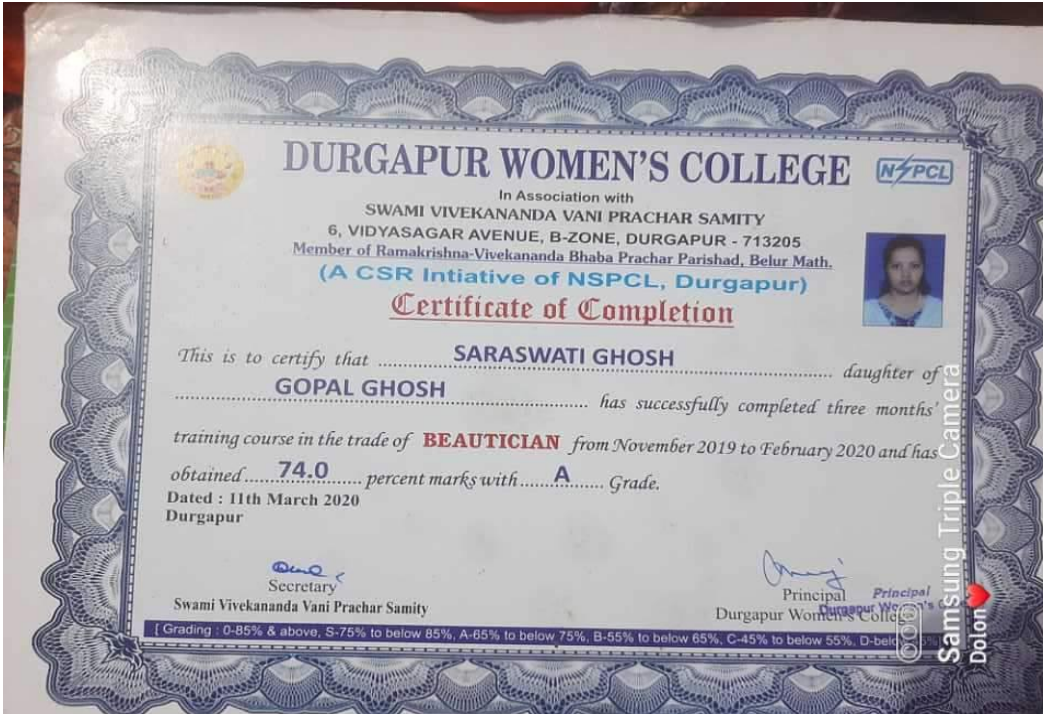 DURGAPUR WOMEN'S COLLEGE
NSPCL
In Association with
SWAMI VIVEKANANDA VANI PRACHAR SAMITY
6, VIDYASAGAR AVENUE, B-ZONE, DURGAPUR - 713205
Member of Ramakrishna-Vivekananda Bhaba Prachar Parishad, Belur Math.
(A CSR Intiative of NSPCL, Durgapur)
Certificate of Completion
This is to certify that SARASWATI GHOSH daughter of
GOPAL GHOSH has successfully completed three months'
training course in the trade of BEAUTICIAN from November 2019 to February 2020 and has
obtained 74.0 percent marks with A Grade.
Dated : 11th March 2020
Durgapur
Secretary
Swami Vivekananda Vani Prachar Samity
Principal
Durgapur Women's College
Principal
Durgapur Women's
[ Grading : 0-85% & above, S-75% to below 85%, A-65% to below 75%, B-55% to below 65%, C-45% to below 55%, D-below
Samsung Triple Camera
Dolon❤️